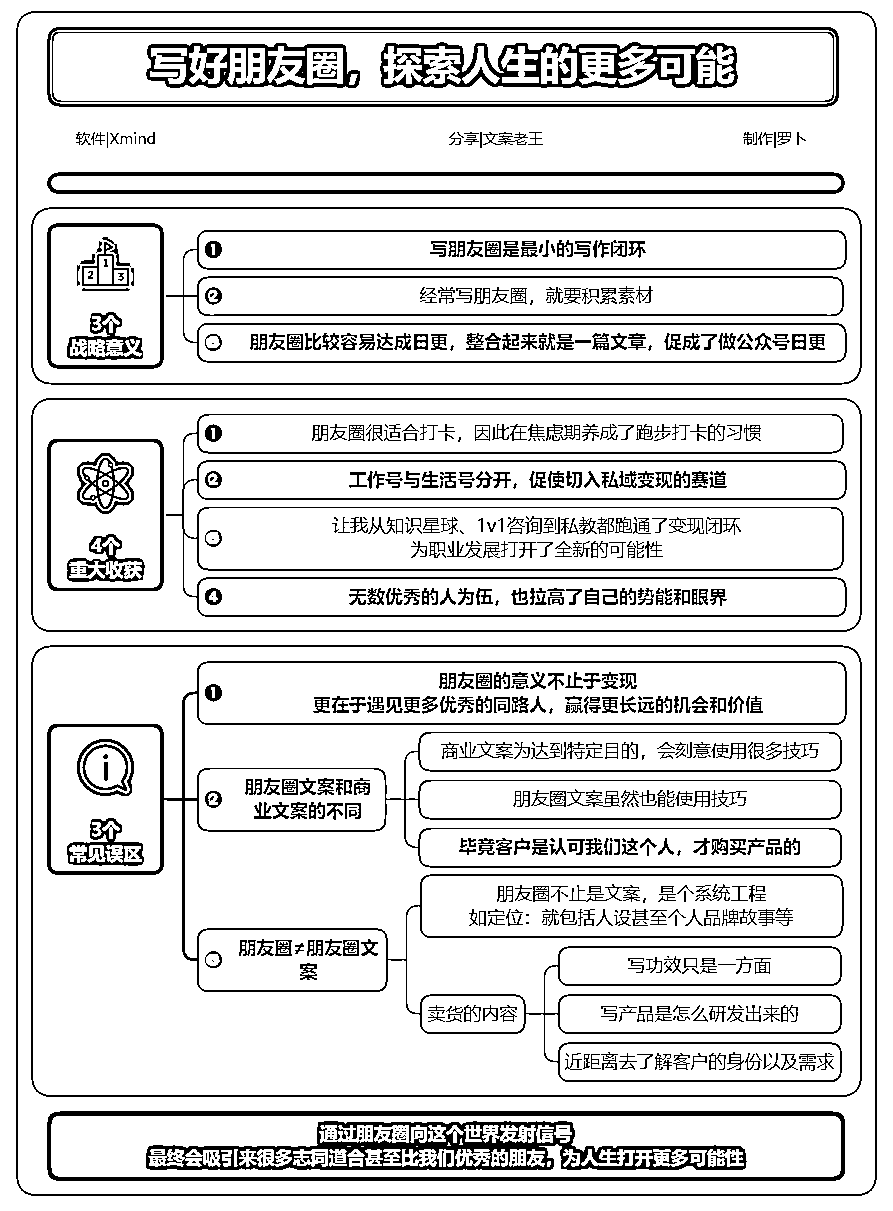 写好朋友圈，探索人生的更多可能
软件|Xmind
分享|文案老王
制作|罗卜
1
2
3
3个
战略意义
❶
写朋友圈是最小的写作闭环
❷
经常写朋友圈，就要积累素材
朋友圈比较容易达成日更，整合起来就是一篇文章，促成了做公众号日更
4个
重大收获
❶
朋友圈很适合打卡，因此在焦虑期养成了跑步打卡的习惯
❷
工作号与生活号分开，促使切入私域变现的赛道
让我从知识星球、1v1咨询到私教都跑通了变现闭环
为职业发展打开了全新的可能性
❹
无数优秀的人为伍，也拉高了自己的势能和眼界
3个
常见误区
❶
朋友圈的意义不止于变现
更在于遇见更多优秀的同路人，赢得更长远的机会和价值
❷
朋友圈文案和商
业文案的不同
商业文案为达到特定目的，会刻意使用很多技巧
朋友圈文案虽然也能使用技巧
毕竟客户是认可我们这个人，才购买产品的
朋友圈≠朋友圈文
案
朋友圈不止是文案，是个系统工程
如定位：就包括人设甚至个人品牌故事等
卖货的内容
写功效只是一方面
写产品是怎么研发出来的
近距离去了解客户的身份以及需求
通过朋友圈向这个世界发射信号
最终会吸引来很多志同道合甚至比我们优秀的朋友，为人生打开更多可能性